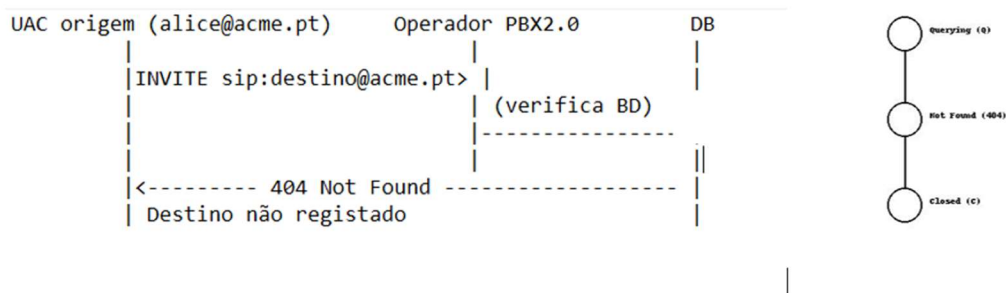 UAC origem (alice@acme.pt) Operador PBX2.0 DB
INVITE sip:destino@acme.pt>
(verifica BD)
<--------- 404 Not Found -------------------
Destino não registado
Querying (Q)
Not Found (404)
Closed (C)